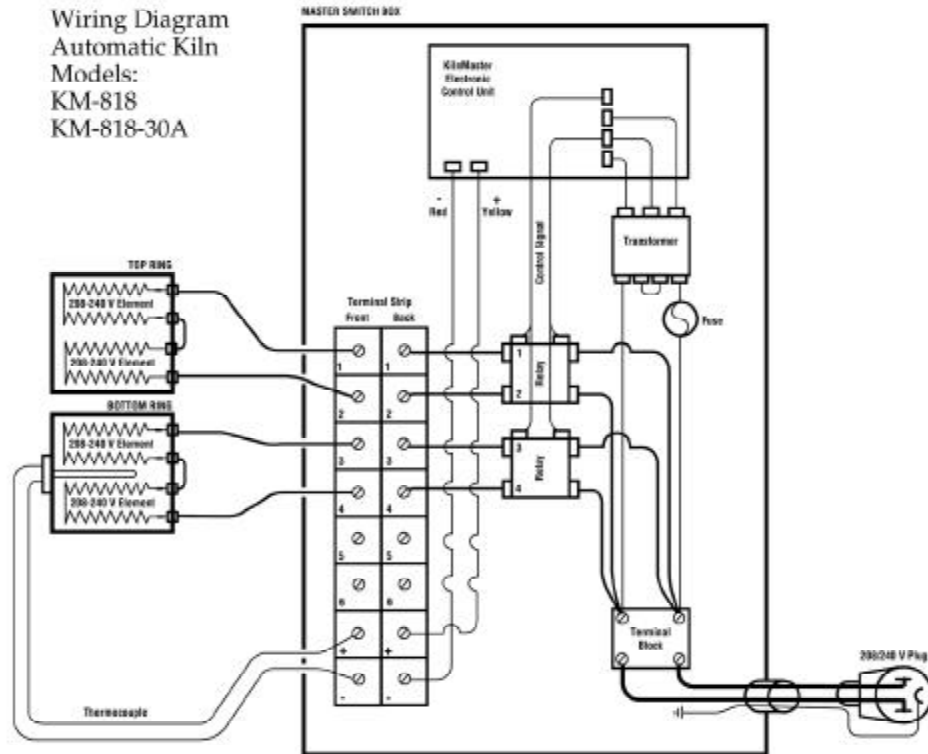 Wiring Diagram
Automatic Kiln
Models:
KM-818
KM-818-30A
MASTER SWITCH BOX
KilnMaster
Electronic
Control Unit
- +
Red Yellow
Control Signal
Transformer
Fuse
TOP RING
208-240 V Element
208-240 V Element
BOTTOM RING
208-240 V Element
208-240 V Element
Terminal Strip
Front Back
1 1
2 2
3 3
4 4
5 5
6 6
+ +
- -
1
Relay
2
3
Relay
4
Terminal
Block
208/240 V Plug
Thermocouple